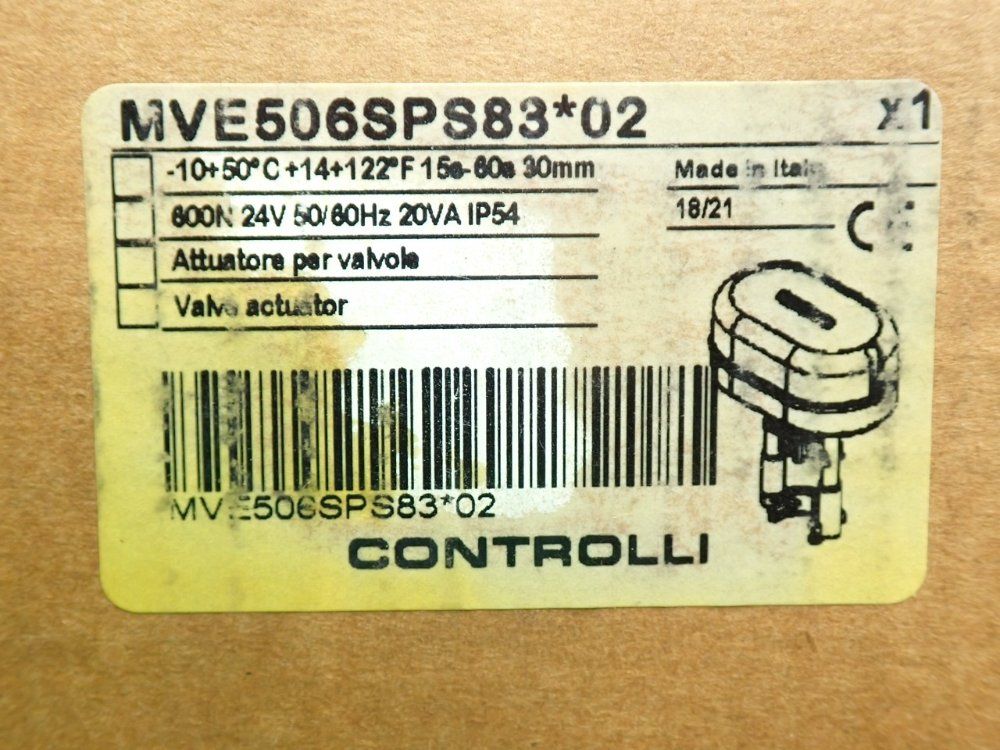 MVE506SPS83*02 x1
-10+50°C +14+122°F 15s-60s 30mm
Made in Italy
600N 24V 50/60Hz 20VA IP54
18/21
CE
Attuatore per valvole
Valve actuator
MVE506SPS83*02
CONTROLLI